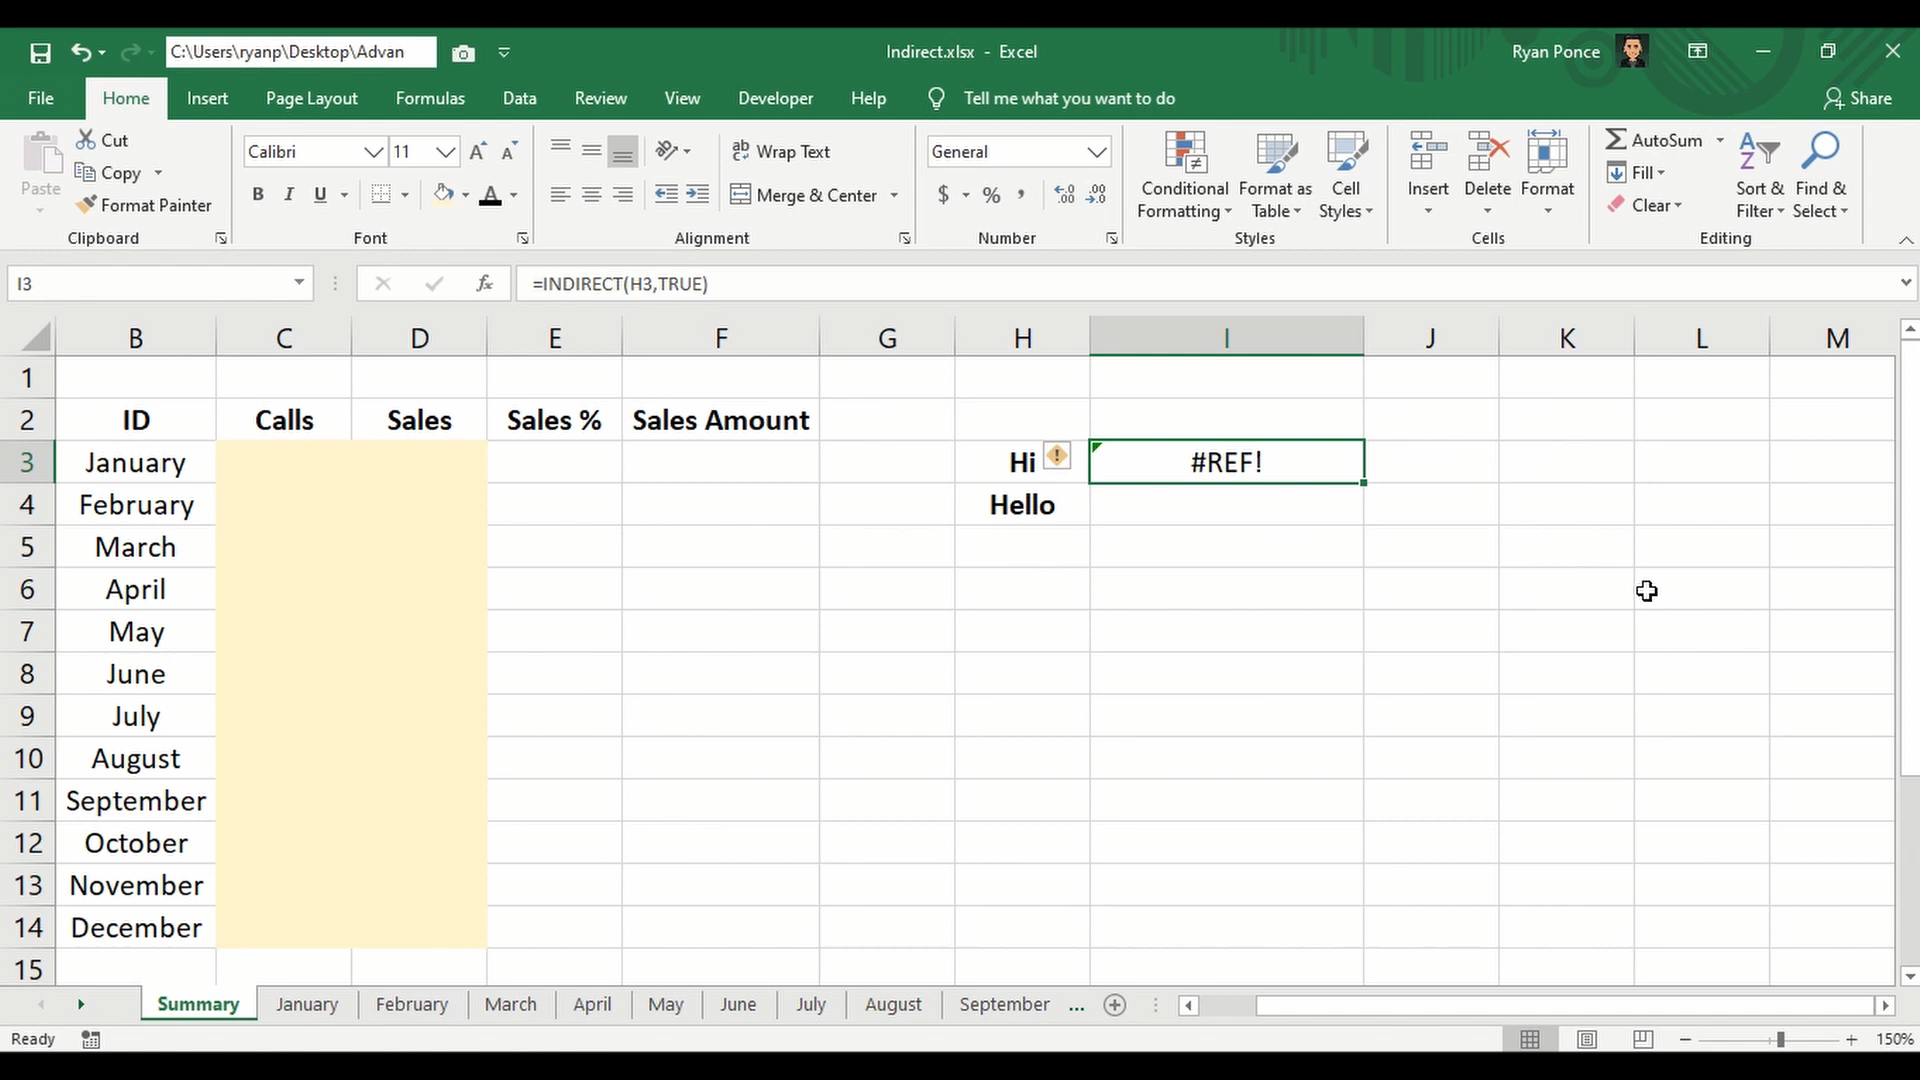 C:\Users\ryanp\Desktop\Advan
Indirect.xlsx - Excel
Ryan Ponce
File Home Insert Page Layout Formulas Data Review View Developer Help Tell me what you want to do Share
Paste
Cut
Copy
Format Painter
Clipboard
Calibri 11
B I U A
Font
Wrap Text
Merge & Center
Alignment
General
$ % ,
Number
Conditional Formatting
Format as Table
Cell Styles
Styles
Insert
Delete
Format
Cells
AutoSum
Fill
Clear
Sort & Filter
Find & Select
Editing
I3
fx
=INDIRECT(H3,TRUE)
B C D E F G H I J K L M
1
2 ID Calls Sales Sales % Sales Amount
3 January Hi #REF!
4 February Hello
5 March
6 April
7 May
8 June
9 July
10 August
11 September
12 October
13 November
14 December
15
Summary January February March April May June July August September ...
Ready
150%